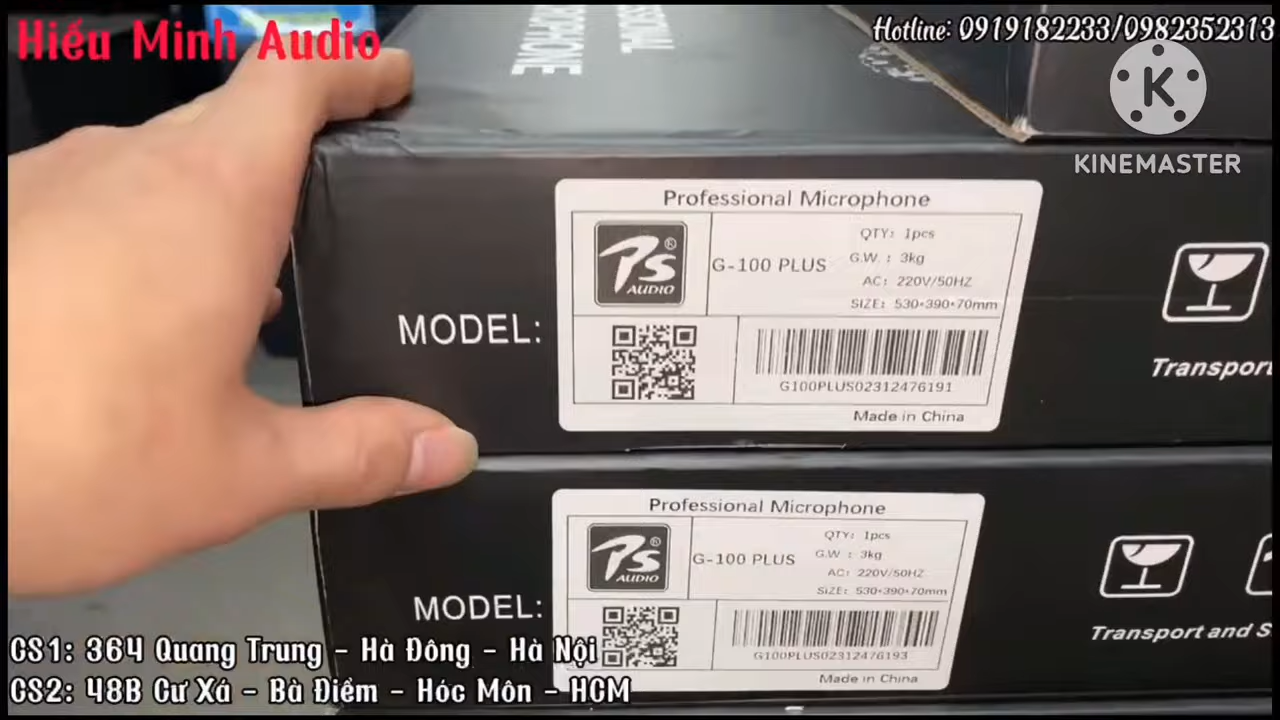 Hiếu Minh Audio
Hotline: 0919182233/0982352313
K
KINEMASTER
Professional Microphone
PS
®
AUDIO
G-100 PLUS
QTY: 1pcs
G.W. : 3kg
AC: 220V/50HZ
SIZE: 530*390*70mm
MODEL:
G100PLUS02312476191
Made in China
Transport
Professional Microphone
PS
®
AUDIO
G-100 PLUS
QTY: 1pcs
G.W. : 3kg
AC: 220V/50HZ
SIZE: 530*390*70mm
MODEL:
G100PLUS02312476193
Made in China
Transport and S
CS1: 364 Quang Trung - Hà Đông - Hà Nội
CS2: 48B Cư Xá - Bà Điểm - Hóc Môn - HCM